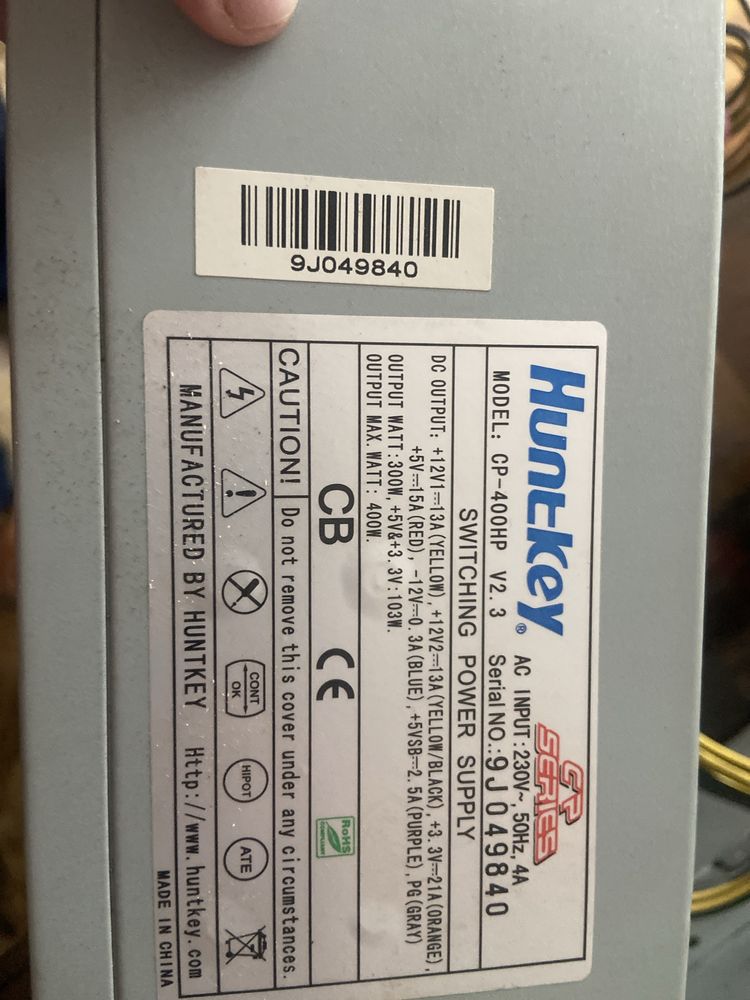 9J049840
Huntkey®
CP
SERIES
MODEL: CP-400HP V2.3
AC INPUT:230V~, 50Hz, 4A
Serial NO.:9J049840
SWITCHING POWER SUPPLY
DC OUTPUT: +12V1⎓13A(YELLOW), +12V2⎓13A(YELLOW/BLACK), +3.3V⎓21A(ORANGE),
+5V⎓15A(RED), -12V⎓0.3A(BLUE), +5VSB⎓2.5A(PURPLE), PG(GRAY)
OUTPUT WATT:300W, +5V&+3.3V:103W.
OUTPUT MAX.WATT: 400W.
CB CE RoHS
COMPLIANT
CAUTION! Do not remove this cover under any circumstances.
CONT
OK
HIPOT
ATE
MANUFACTURED BY HUNTKEY Http://www.huntkey.com
MADE IN CHINA